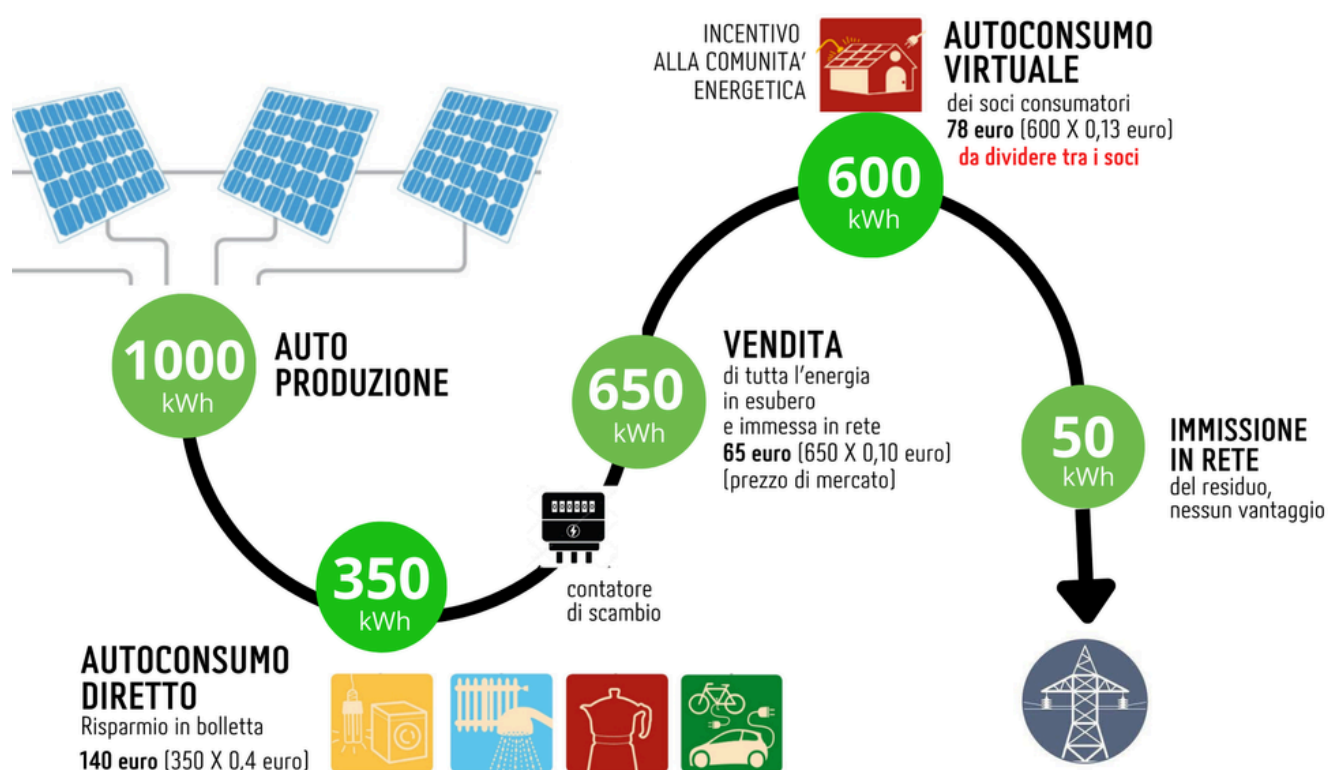 INCENTIVO
ALLA COMUNITA'
ENERGETICA
AUTOCONSUMO
VIRTUALE
dei soci consumatori
78 euro (600 X 0,13 euro)
da dividere tra i soci
600
kWh
1000
kWh
AUTO
PRODUZIONE
650
kWh
VENDITA
di tutta l'energia
in esubero
e immessa in rete
65 euro (650 X 0,10 euro)
(prezzo di mercato)
50
kWh
IMMISSIONE
IN RETE
del residuo,
nessun vantaggio
350
kWh
000000
contatore
di scambio
AUTOCONSUMO
DIRETTO
Risparmio in bolletta
140 euro (350 X 0,4 euro)